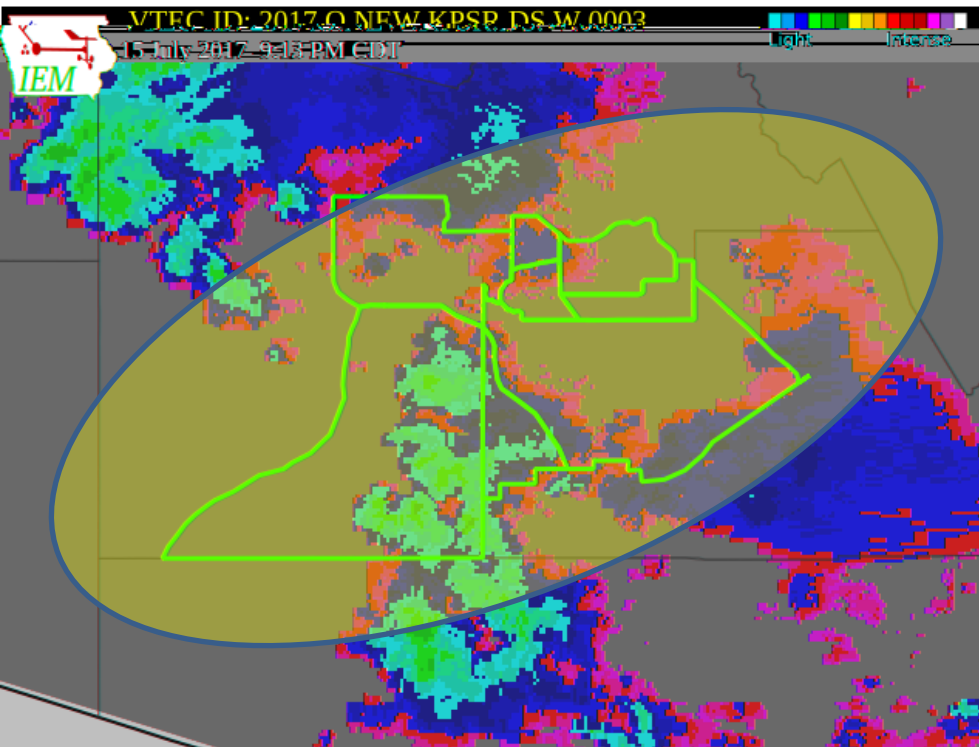 VTEC ID: 2017.O.NEW.KPSR.DS.W.0003
15 July 2017 9:13 PM CDT
Light Intense
IEM